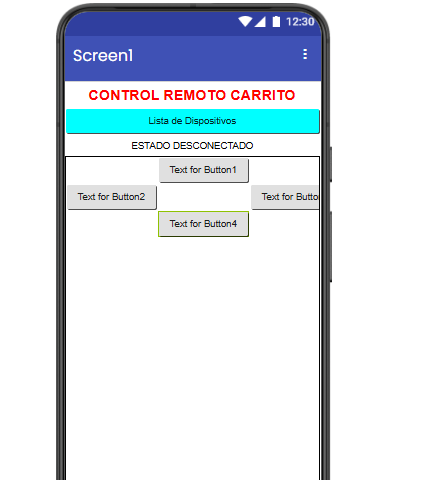 12:30
Screen1
CONTROL REMOTO CARRITO
Lista de Dispositivos
ESTADO DESCONECTADO
Text for Button1
Text for Button2
Text for Butto
Text for Button4